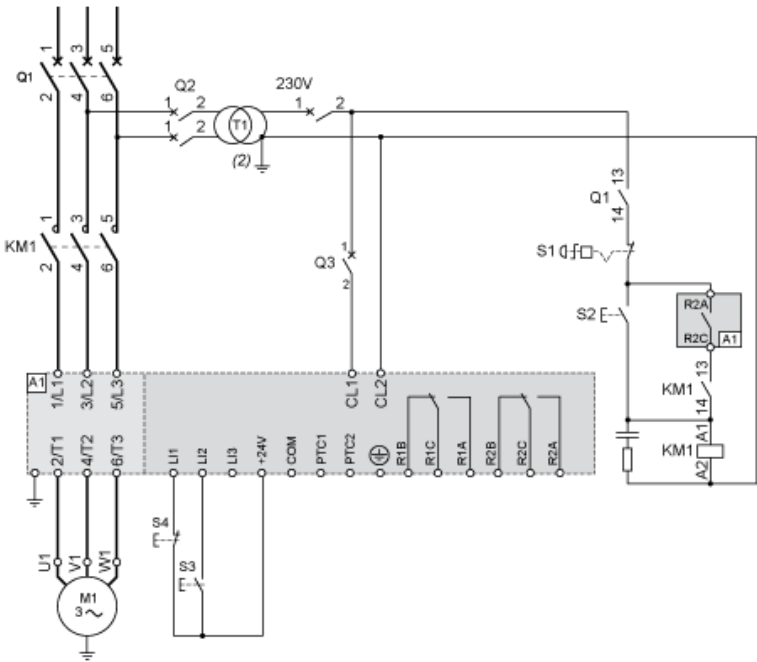 1 3 5
Q1
2 4 6
Q2
1 2
1 2
T1
(2)
230V
1 2
13
Q1
14
1 3 5
KM1
2 4 6
1
Q3
2
S1
S2
R2A
R2C A1
13
KM1
14
A1
KM1
A2
A1
1/L1 3/L2 5/L3
CL1 CL2
2/T1 4/T2 6/T3
LI1 LI2 LI3 +24V COM PTC1 PTC2 R1B R1C R1A R2B R2C R2A
S4
S3
U1 V1 W1
M1
3